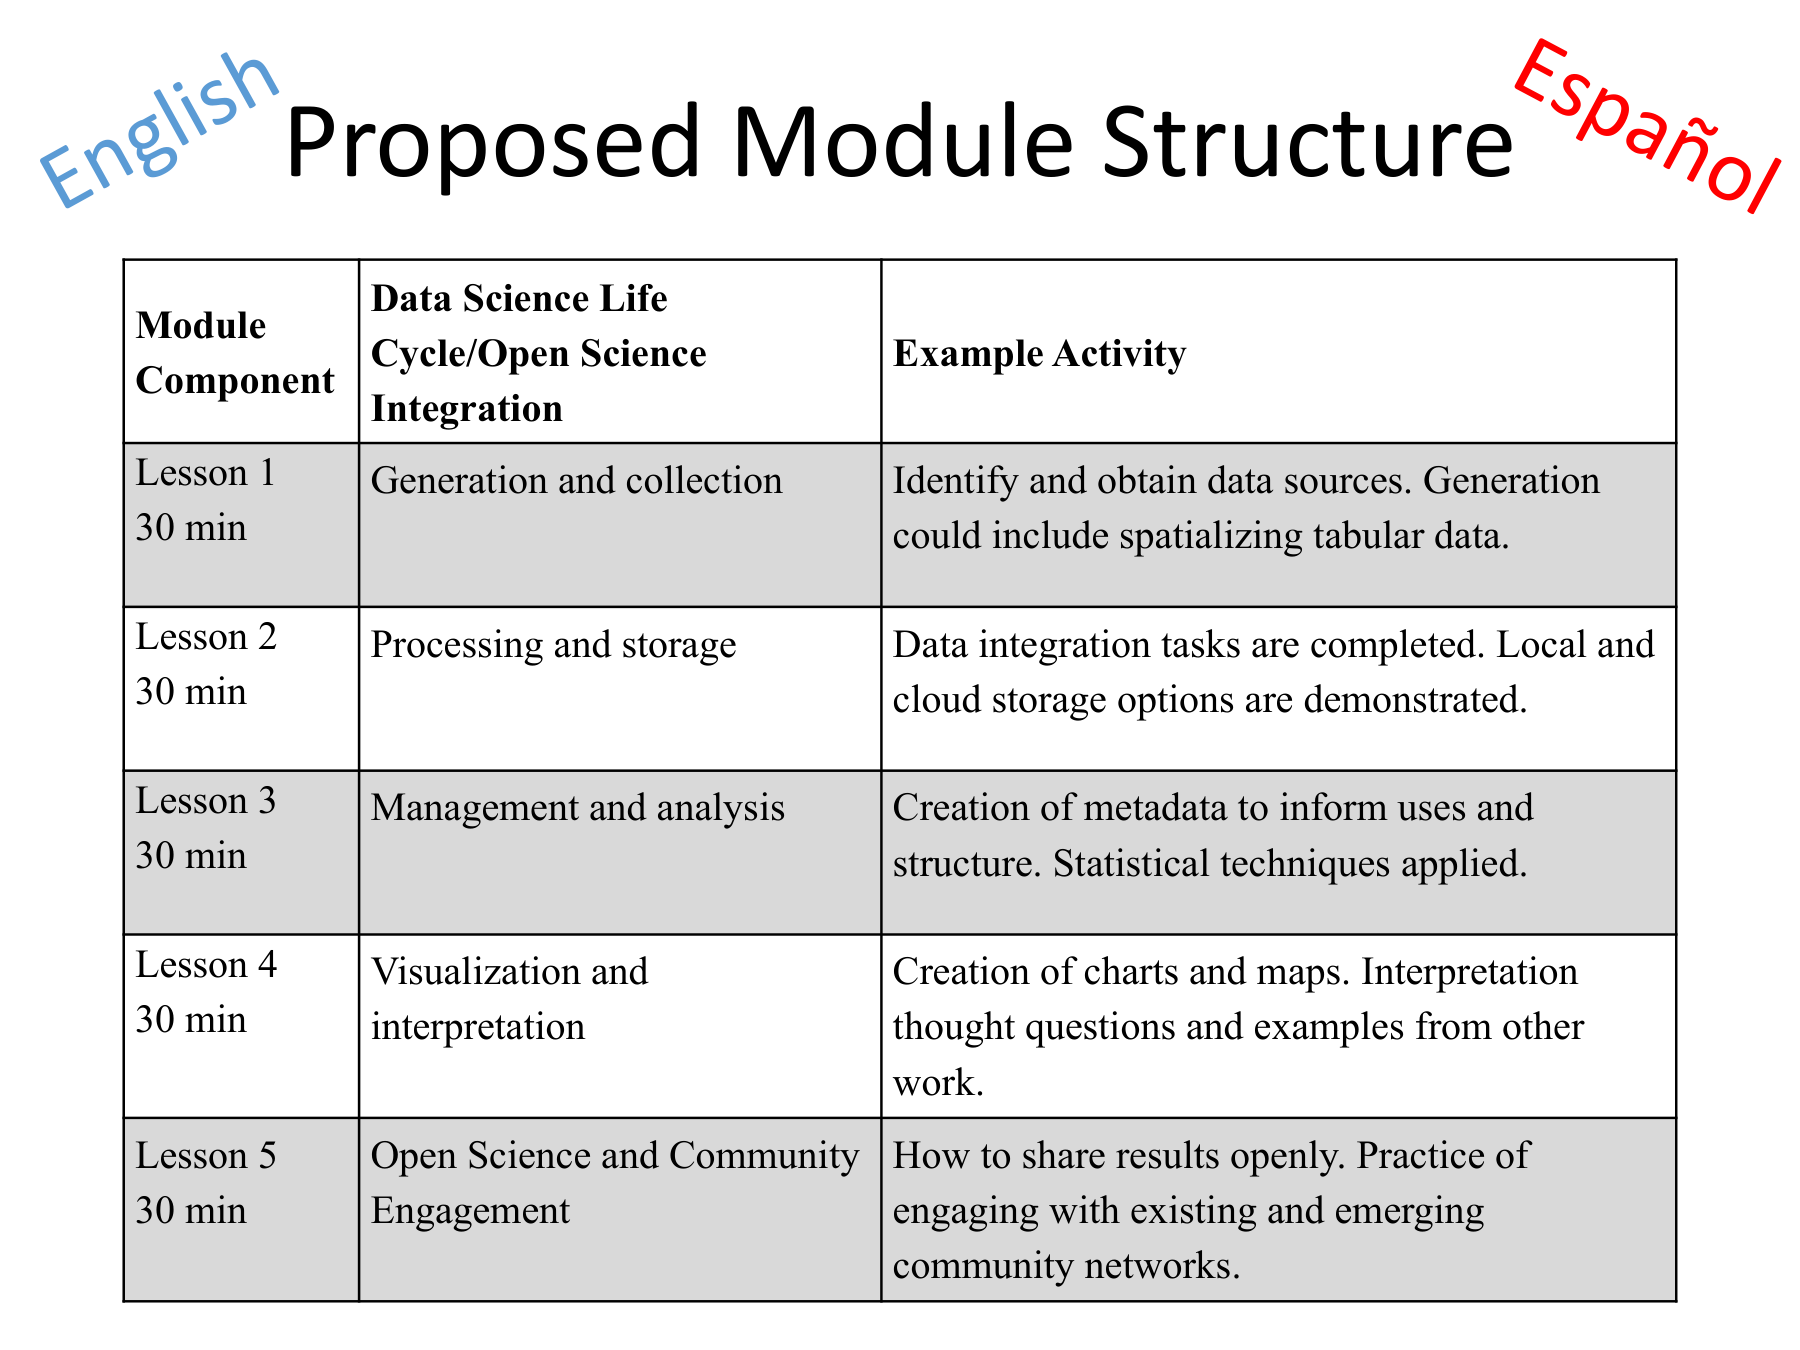 English
Proposed Module Structure
Español
Module
Component
Data Science Life
Cycle/Open Science
Integration
Example Activity
Lesson 1
30 min
Generation and collection
Identify and obtain data sources. Generation
could include spatializing tabular data.
Lesson 2
30 min
Processing and storage
Data integration tasks are completed. Local and
cloud storage options are demonstrated.
Lesson 3
30 min
Management and analysis
Creation of metadata to inform uses and
structure. Statistical techniques applied.
Lesson 4
30 min
Visualization and
interpretation
Creation of charts and maps. Interpretation
thought questions and examples from other
work.
Lesson 5
30 min
Open Science and Community
Engagement
How to share results openly. Practice of
engaging with existing and emerging
community networks.